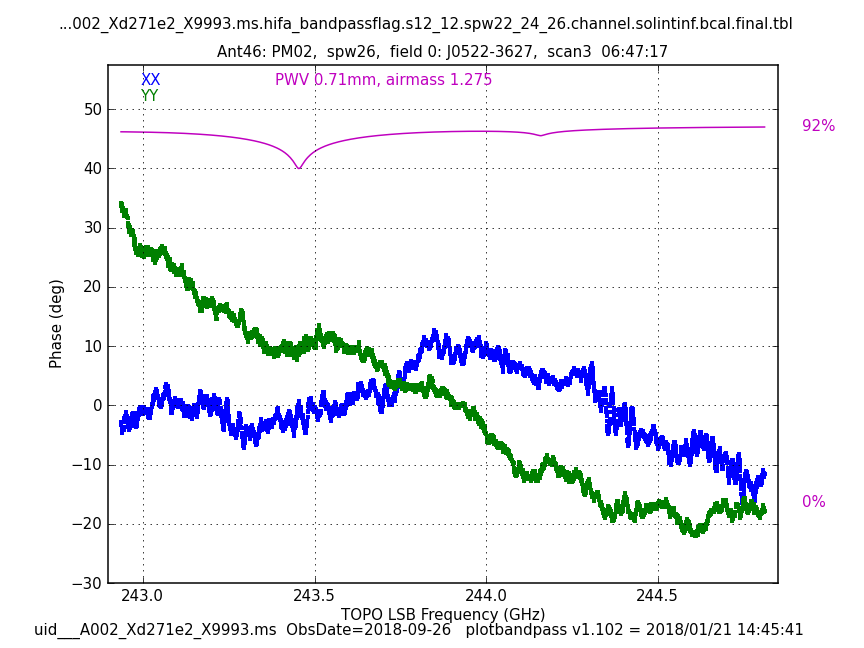 ...002_Xd271e2_X9993.ms.hifa_bandpassflag.s12_12.spw22_24_26.channel.solintinf.bcal.final.tbl
Ant46: PM02,  spw26,  field 0: J0522-3627,  scan3  06:47:17
XX
PWV 0.71mm, airmass 1.275
YY
92%
0%
50
40
30
20
10
0
−10
−20
−30
Phase (deg)
243.0
243.5
244.0
244.5
TOPO LSB Frequency (GHz)
uid___A002_Xd271e2_X9993.ms  ObsDate=2018-09-26   plotbandpass v1.102 = 2018/01/21 14:45:41